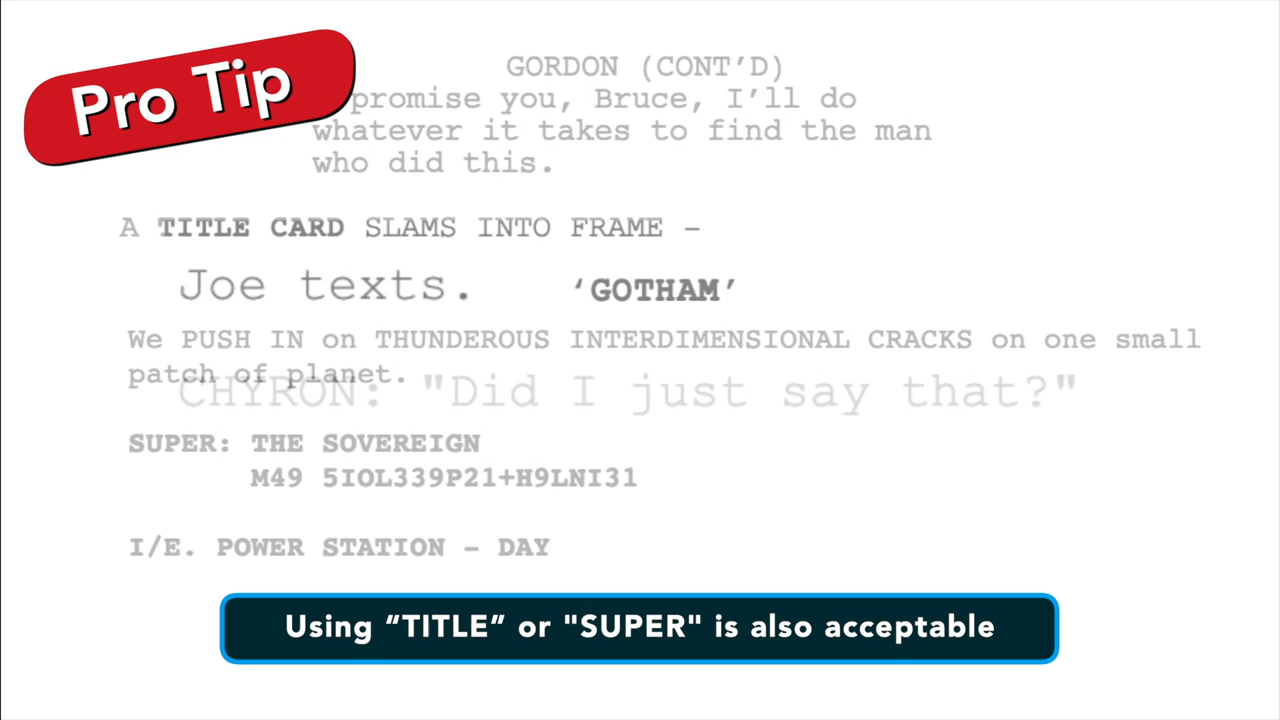 Pro Tip
GORDON (CONT’D)
promise you, Bruce, I’ll do
whatever it takes to find the man
who did this.
A TITLE CARD SLAMS INTO FRAME –
Joe texts. ‘GOTHAM’
We PUSH IN on THUNDEROUS INTERDIMENSIONAL CRACKS on one small
patch of planet.
CHYRON: "Did I just say that?"
SUPER: THE SOVEREIGN
M49 5IOL339P21+H9LNI31
I/E. POWER STATION – DAY
Using “TITLE” or "SUPER" is also acceptable